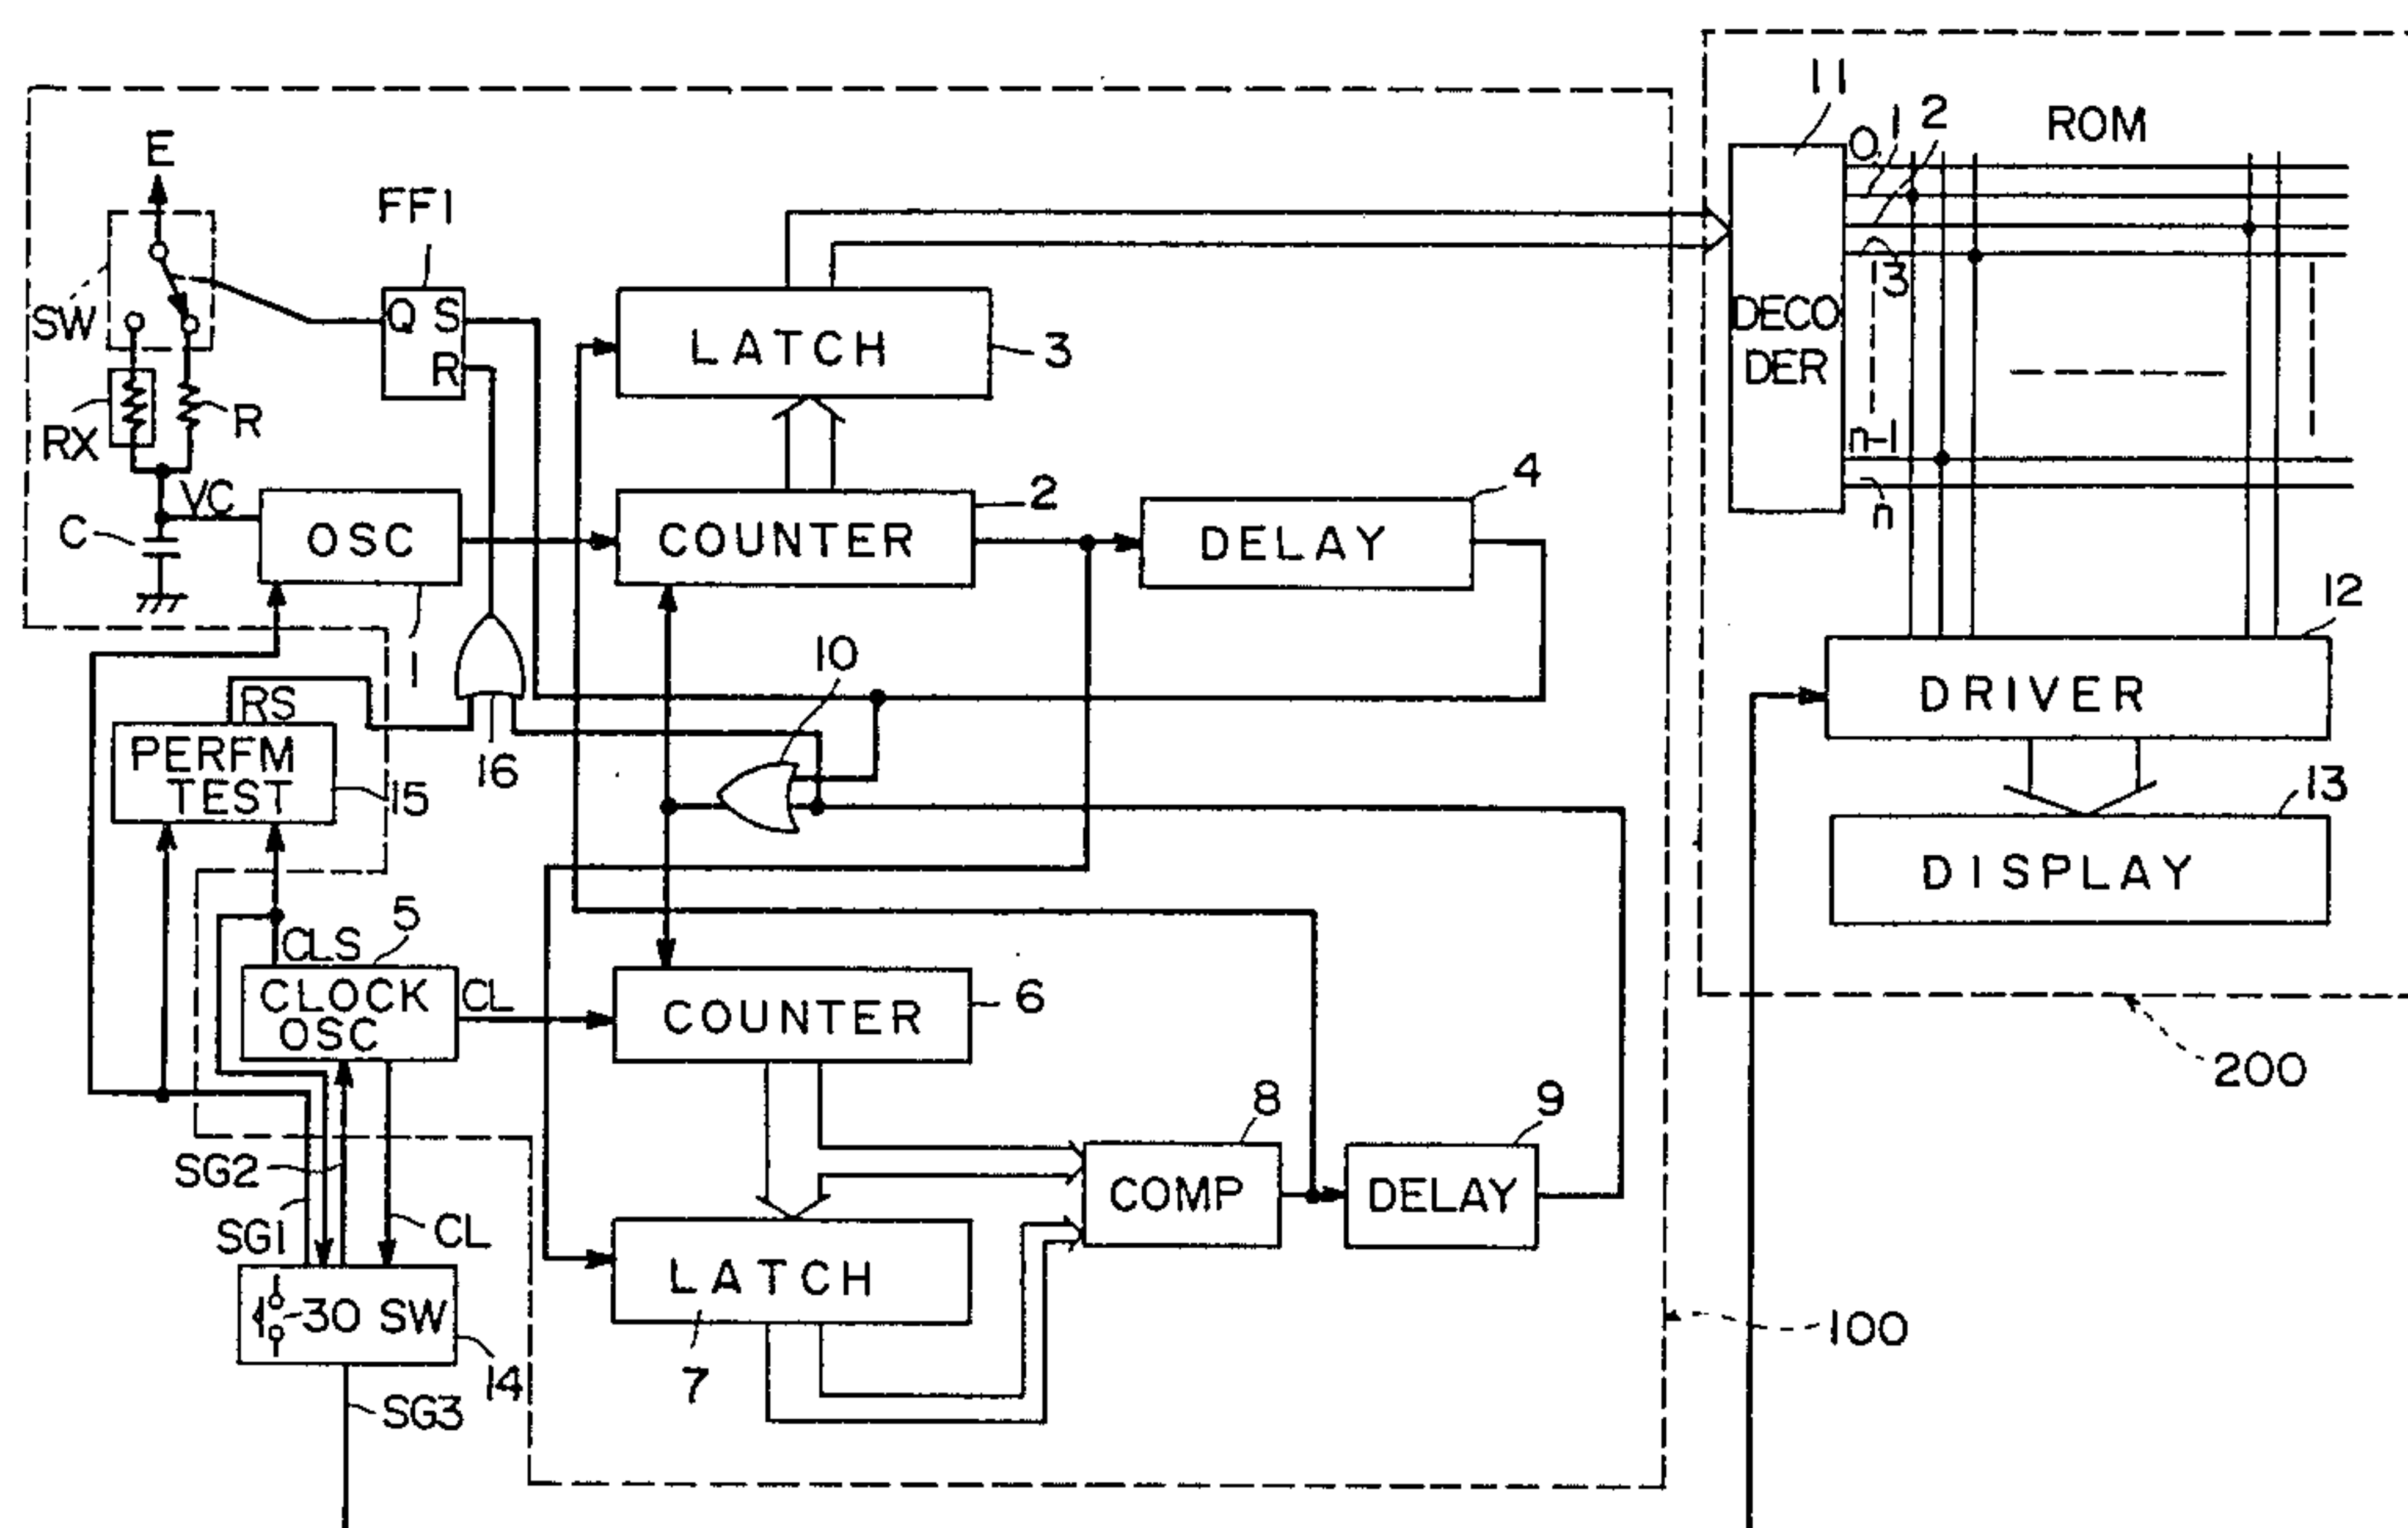 E
SW
RX
R
C
VC
FF1
Q S
R
OSC
1
LATCH
3
COUNTER
2
DELAY
4
10
16
RS
PERFM
TEST
15
5
CLS
CLOCK
OSC
CL
COUNTER
6
LATCH
7
COMP
8
DELAY
9
SG2
SG1
CL
30 SW
14
SG3
100
11
0
1
2
ROM
3
DECO
DER
n-1
n
12
DRIVER
13
DISPLAY
200